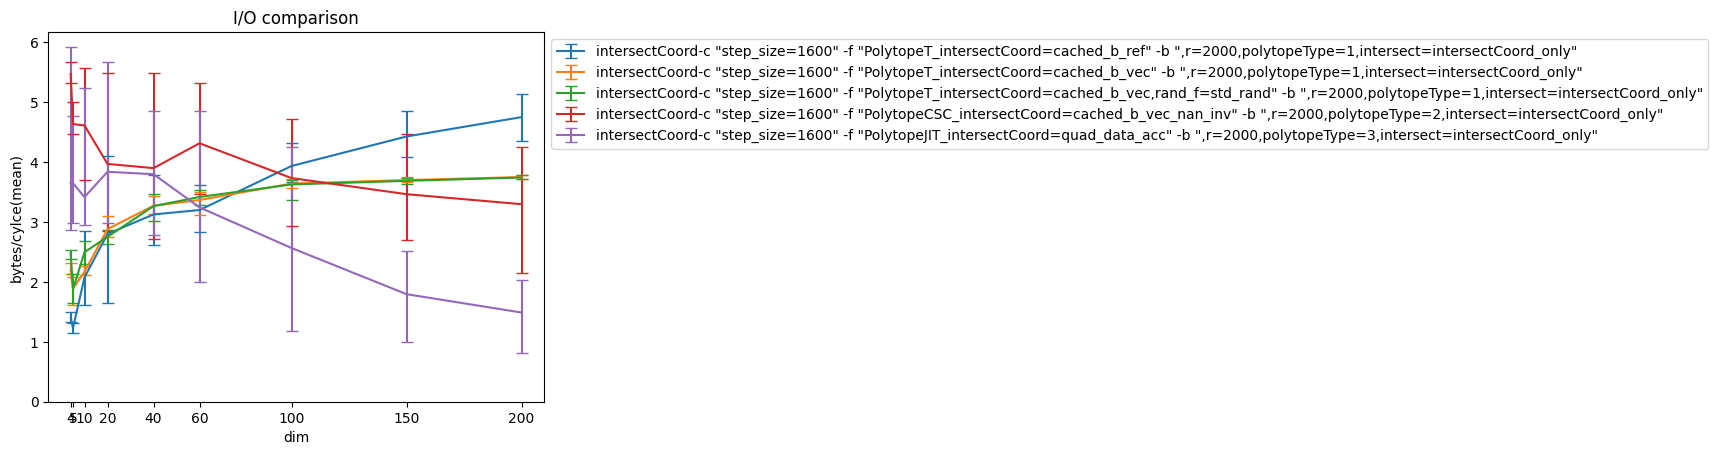 I/O comparison
intersectCoord-c "step_size=1600" -f "PolytopeT_intersectCoord=cached_b_ref" -b ",r=2000,polytopeType=1,intersect=intersectCoord_only"
intersectCoord-c "step_size=1600" -f "PolytopeT_intersectCoord=cached_b_vec" -b ",r=2000,polytopeType=1,intersect=intersectCoord_only"
intersectCoord-c "step_size=1600" -f "PolytopeT_intersectCoord=cached_b_vec,rand_f=std_rand" -b ",r=2000,polytopeType=1,intersect=intersectCoord_only"
intersectCoord-c "step_size=1600" -f "PolytopeCSC_intersectCoord=cached_b_vec_nan_inv" -b ",r=2000,polytopeType=2,intersect=intersectCoord_only"
intersectCoord-c "step_size=1600" -f "PolytopeJIT_intersectCoord=quad_data_acc" -b ",r=2000,polytopeType=3,intersect=intersectCoord_only"
bytes/cylce(mean)
6
5
4
3
2
1
0
4 5 10 20 40 60 100 150 200
dim